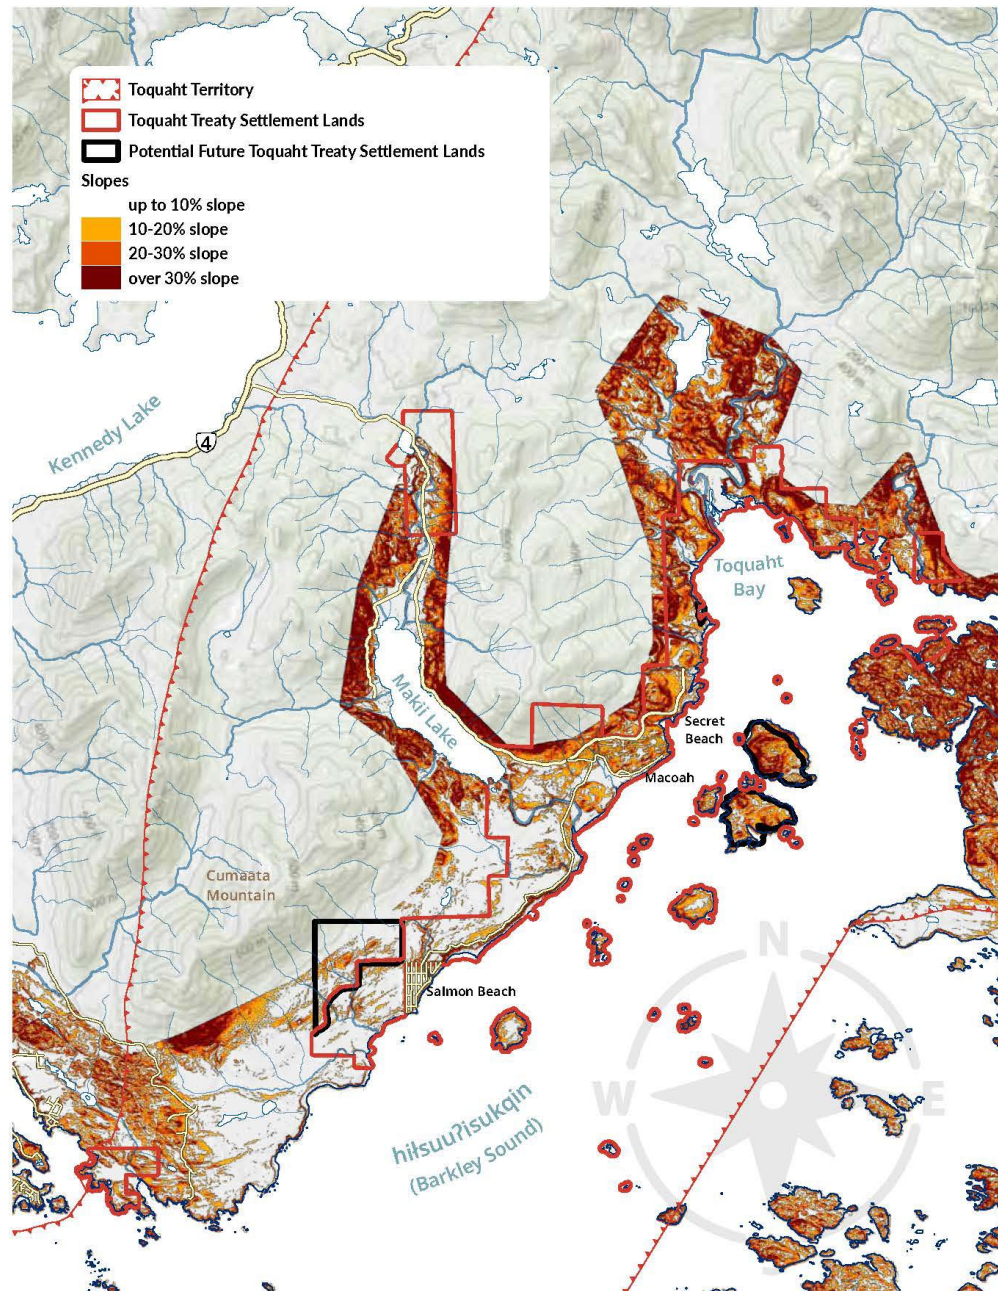 Toquaht Territory
Toquaht Treaty Settlement Lands
Potential Future Toquaht Treaty Settlement Lands
Slopes
up to 10% slope
10-20% slope
20-30% slope
over 30% slope
Kennedy Lake
4
Toquaht
Bay
Makii Lake
Secret
Beach
Macoah
Cumaata
Mountain
Salmon Beach
N
W
E
S
hiłsuuʔisukqin
(Barkley Sound)